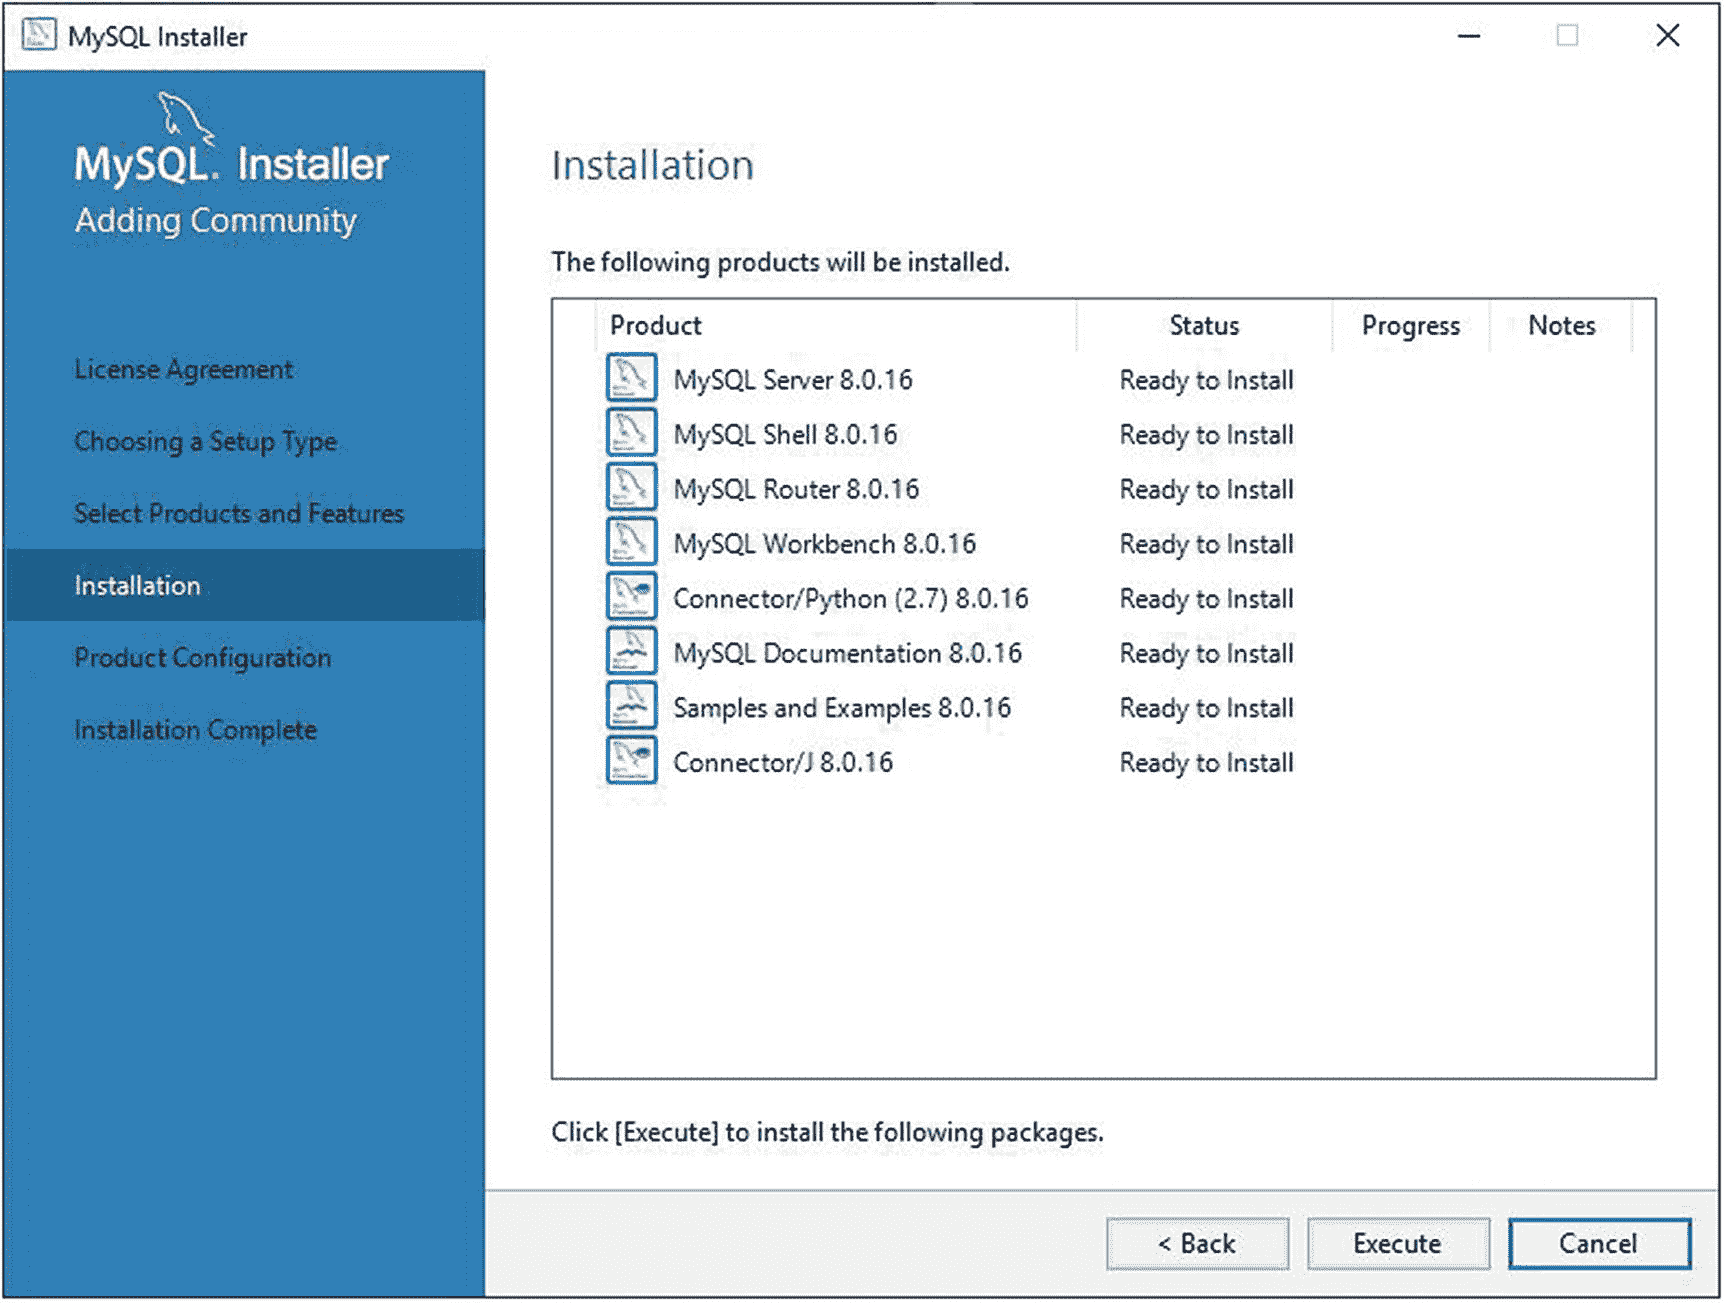 MySQL Installer
MySQL. Installer
Adding Community
License Agreement
Choosing a Setup Type
Select Products and Features
Installation
Product Configuration
Installation Complete
Installation
The following products will be installed.
Product Status Progress Notes
MySQL Server 8.0.16 Ready to Install
MySQL Shell 8.0.16 Ready to Install
MySQL Router 8.0.16 Ready to Install
MySQL Workbench 8.0.16 Ready to Install
Connector/Python (2.7) 8.0.16 Ready to Install
MySQL Documentation 8.0.16 Ready to Install
Samples and Examples 8.0.16 Ready to Install
Connector/J 8.0.16 Ready to Install
Click [Execute] to install the following packages.
< Back Execute Cancel